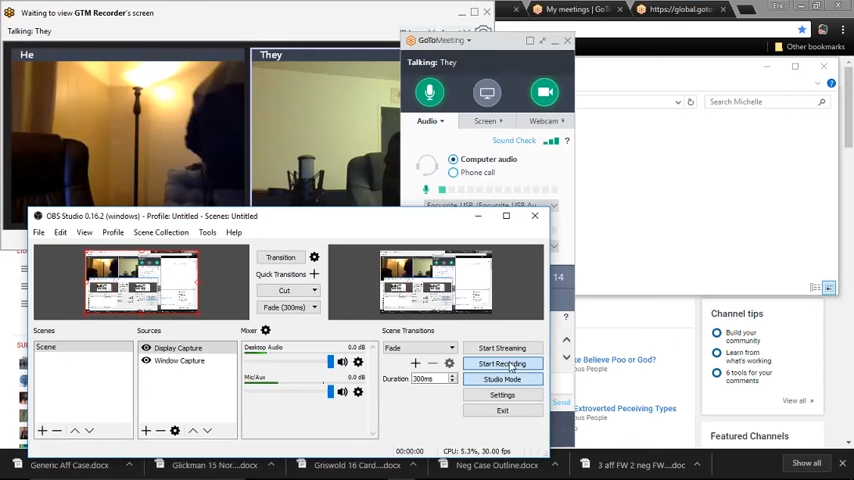 Waiting to view GTM Recorder's screen
Talking: They
He
They
GoToMeeting
Talking: They
Audio
Screen
Webcam
Sound Check
?
Computer audio
Phone call
My meetings | GoT
https://global.goto
Eric
Other bookmarks
Search Michelle
OBS Studio 0.16.2 (windows) - Profile: Untitled - Scenes: Untitled
File Edit View Profile Scene Collection Tools Help
Transition
Quick Transitions
Cut
Fade (300ms)
Scenes
Scene
Sources
Display Capture
Window Capture
Mixer
Desktop Audio 0.0 dB
Mic/Aux 0.0 dB
Scene Transitions
Fade
Duration 300ms
Start Streaming
Start Recording
Studio Mode
Settings
Exit
00:00:00
CPU: 5.3%, 30.00 fps
14
?
Send
Channel tips
Build your
community
Learn from
what's working
6 tools for your
community
View all »
Featured
e Believe Poo or God?
troverted Perceiving Types
Generic Aff Case.docx
Glickman 15 Nor....docx
Griswold 16 Card....docx
Neg Case Outline.docx
3 aff FW 2 neg FW....doc
Show all